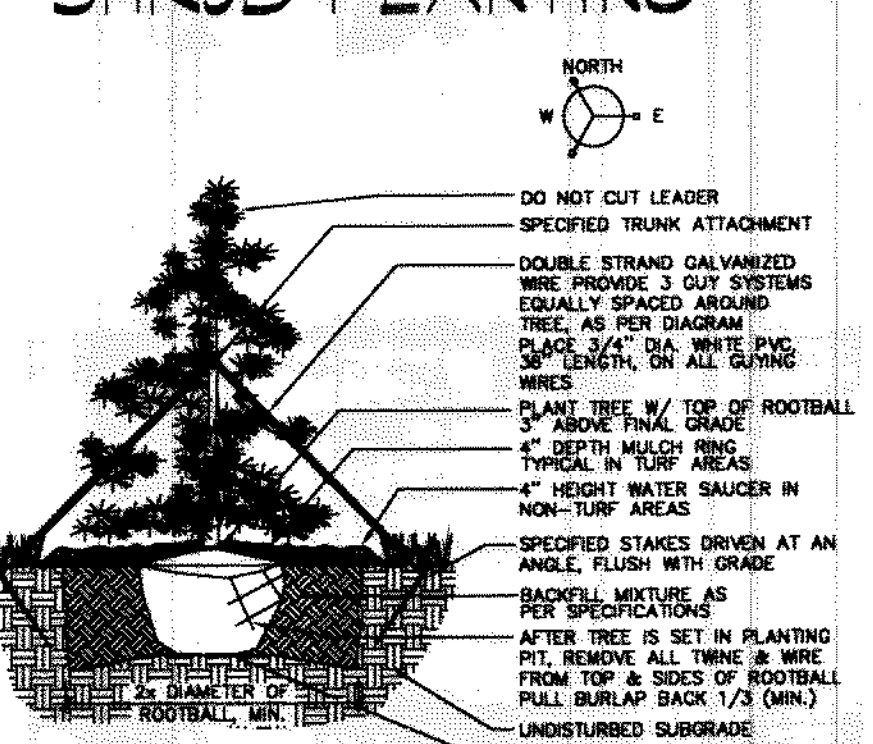 SHRUB PLANTING
NORTH
W E
DO NOT CUT LEADER
SPECIFIED TRUNK ATTACHMENT
DOUBLE STRAND GALVANIZED
WIRE PROVIDE 3 GUY SYSTEMS
EQUALLY SPACED AROUND
TREE, AS PER DIAGRAM
PLACE 3/4" DIA. WHITE PVC,
38" LENGTH, ON ALL GUYING
WIRES
PLANT TREE W/ TOP OF ROOTBALL
3" ABOVE FINAL GRADE
4" DEPTH MULCH RING
TYPICAL IN TURF AREAS
4" HEIGHT WATER SAUCER IN
NON-TURF AREAS
SPECIFIED STAKES DRIVEN AT AN
ANGLE, FLUSH WITH GRADE
BACKFILL MIXTURE AS
PER SPECIFICATIONS
AFTER TREE IS SET IN PLANTING
PIT, REMOVE ALL TWINE & WIRE
FROM TOP & SIDES OF ROOTBALL
PULL BURLAP BACK 1/3 (MIN.)
UNDISTURBED SUBGRADE
2x DIAMETER OF
ROOTBALL, MIN.